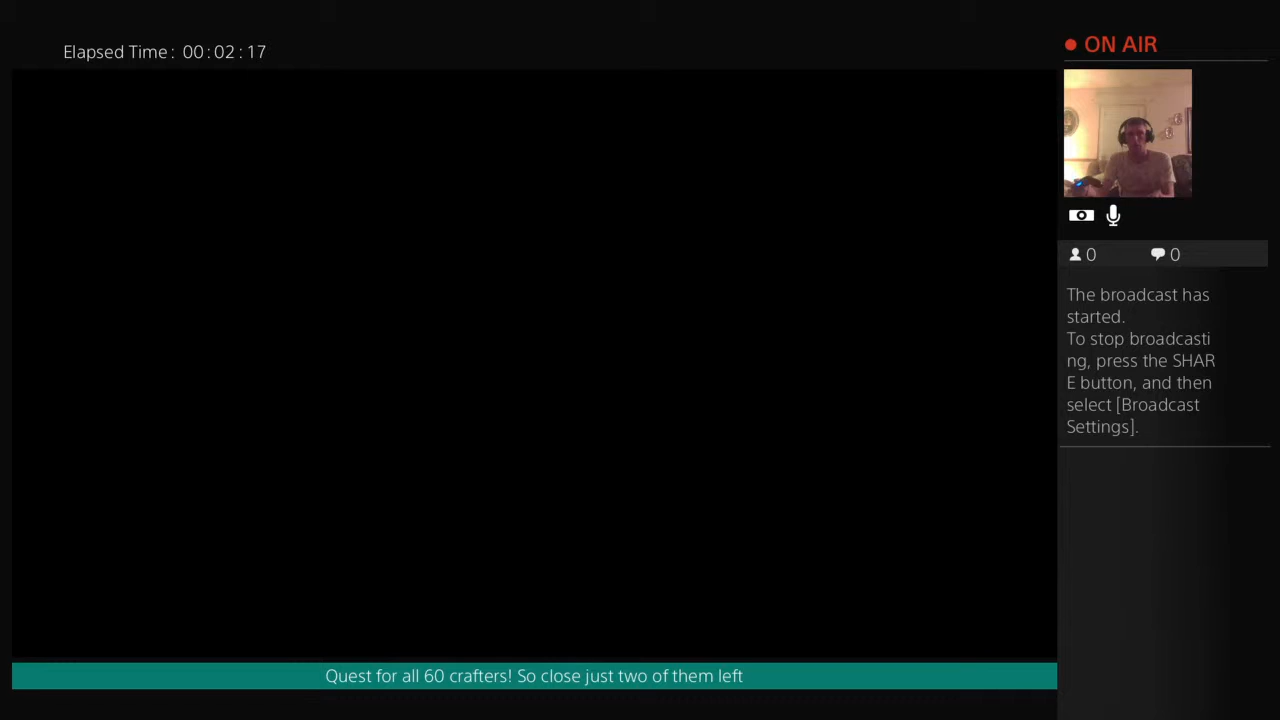 Elapsed Time: 00:02:17
ON AIR
0 0
The broadcast has
started.
To stop broadcasti
ng, press the SHAR
E button, and then
select [Broadcast
Settings].
Quest for all 60 crafters! So close just two of them left